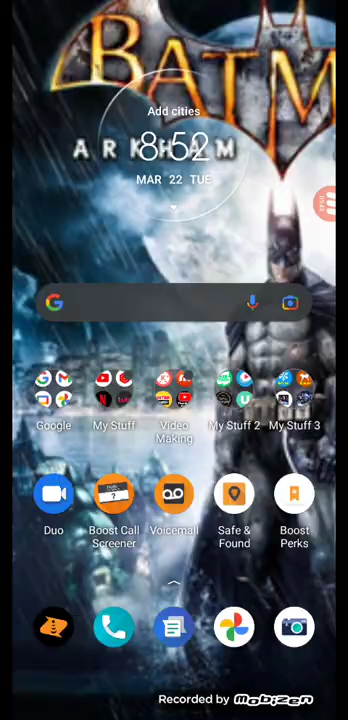 BATM
Add cities
ARKHAM
8:52
MAR 22 TUE
Google
My Stuff
Video Making
My Stuff 2
My Stuff 3
Duo
Boost Call Screener
Voicemail
Safe & Found
Boost Perks
Recorded by mobizen